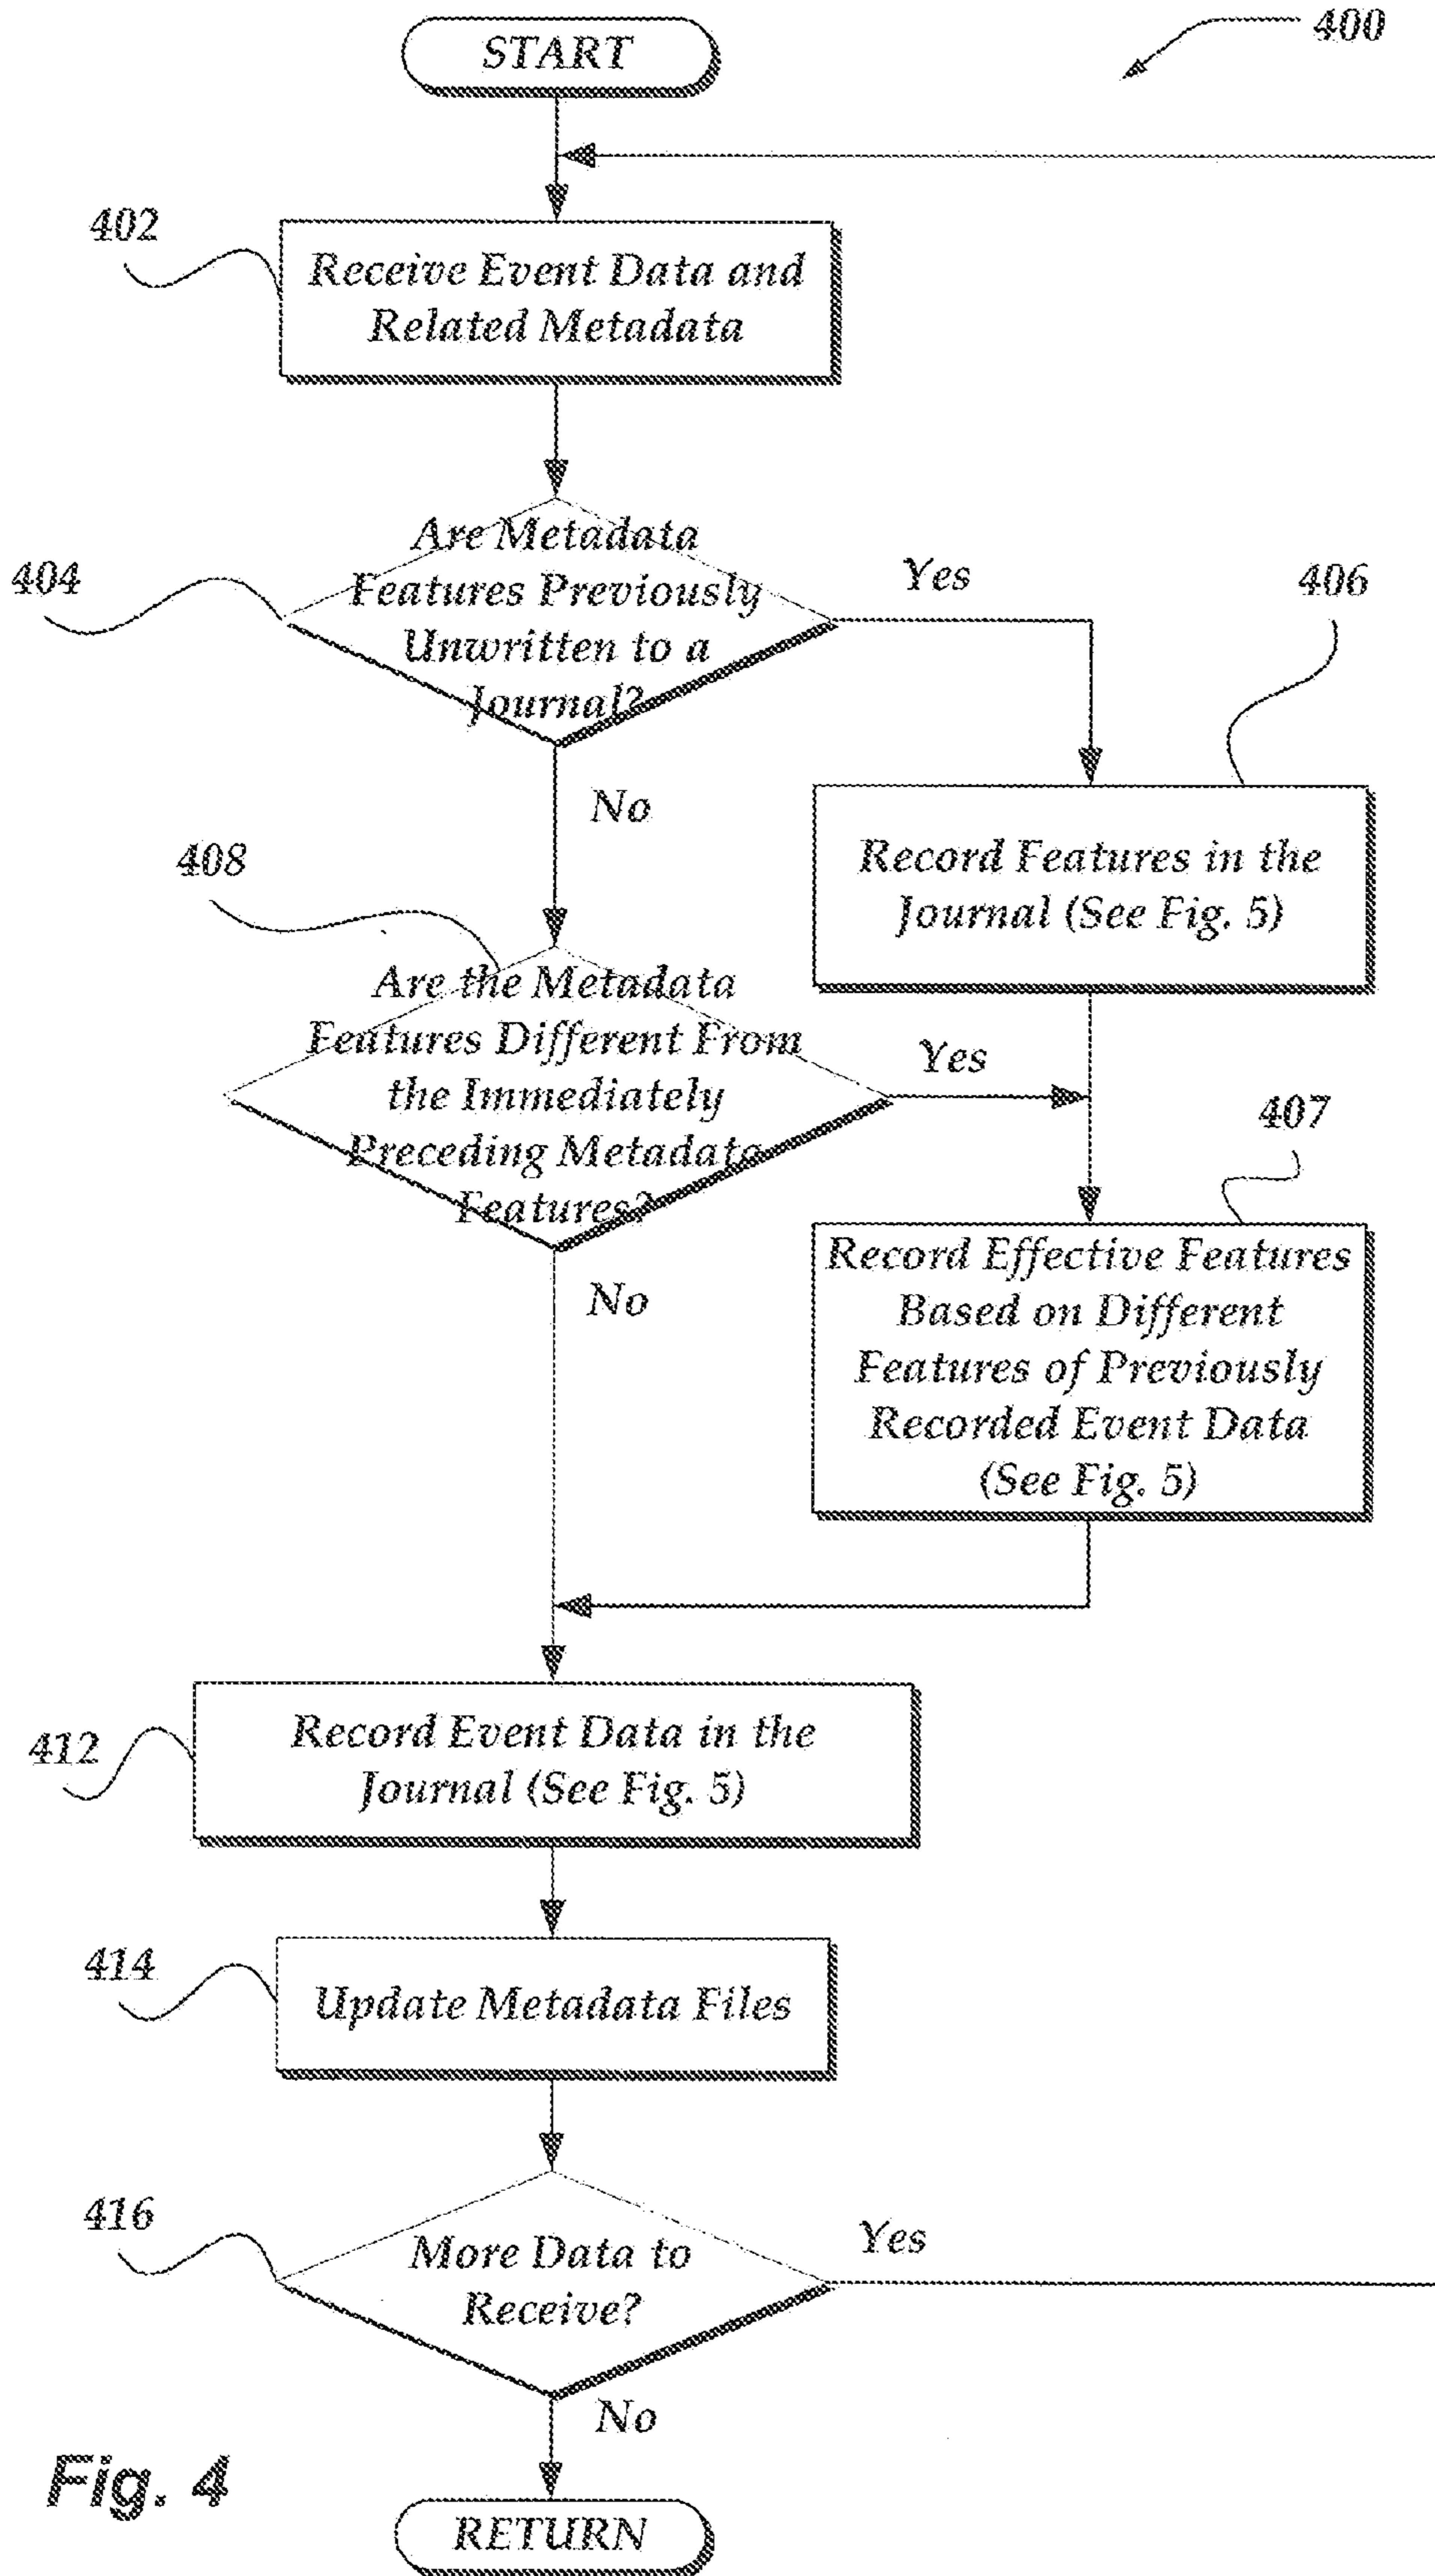 START
400
402
Receive Event Data and
Related Metadata
404
Are Metadata
Features Previously
Unwritten to a
Journal?
Yes
406
No
Record Features in the
Journal (See Fig. 5)
408
Are the Metadata
Features Different From
the Immediately
Preceding Metadata
Features?
Yes
407
No
Record Effective Features
Based on Different
Features of Previously
Recorded Event Data
(See Fig. 5)
412
Record Event Data in the
Journal (See Fig. 5)
414
Update Metadata Files
416
More Data to
Receive?
Yes
No
Fig. 4
RETURN